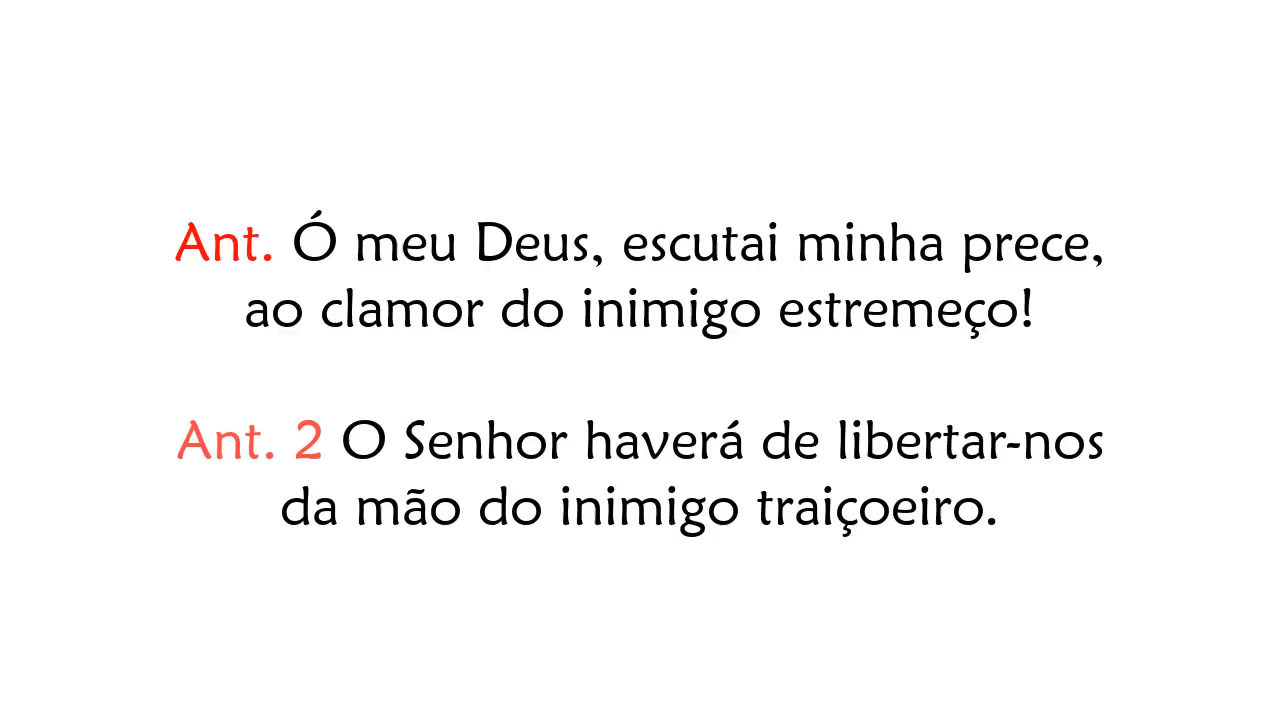 Ant. Ó meu Deus, escutai minha prece,
ao clamor do inimigo estremeço!
Ant. 2 O Senhor haverá de libertar-nos
da mão do inimigo traiçoeiro.